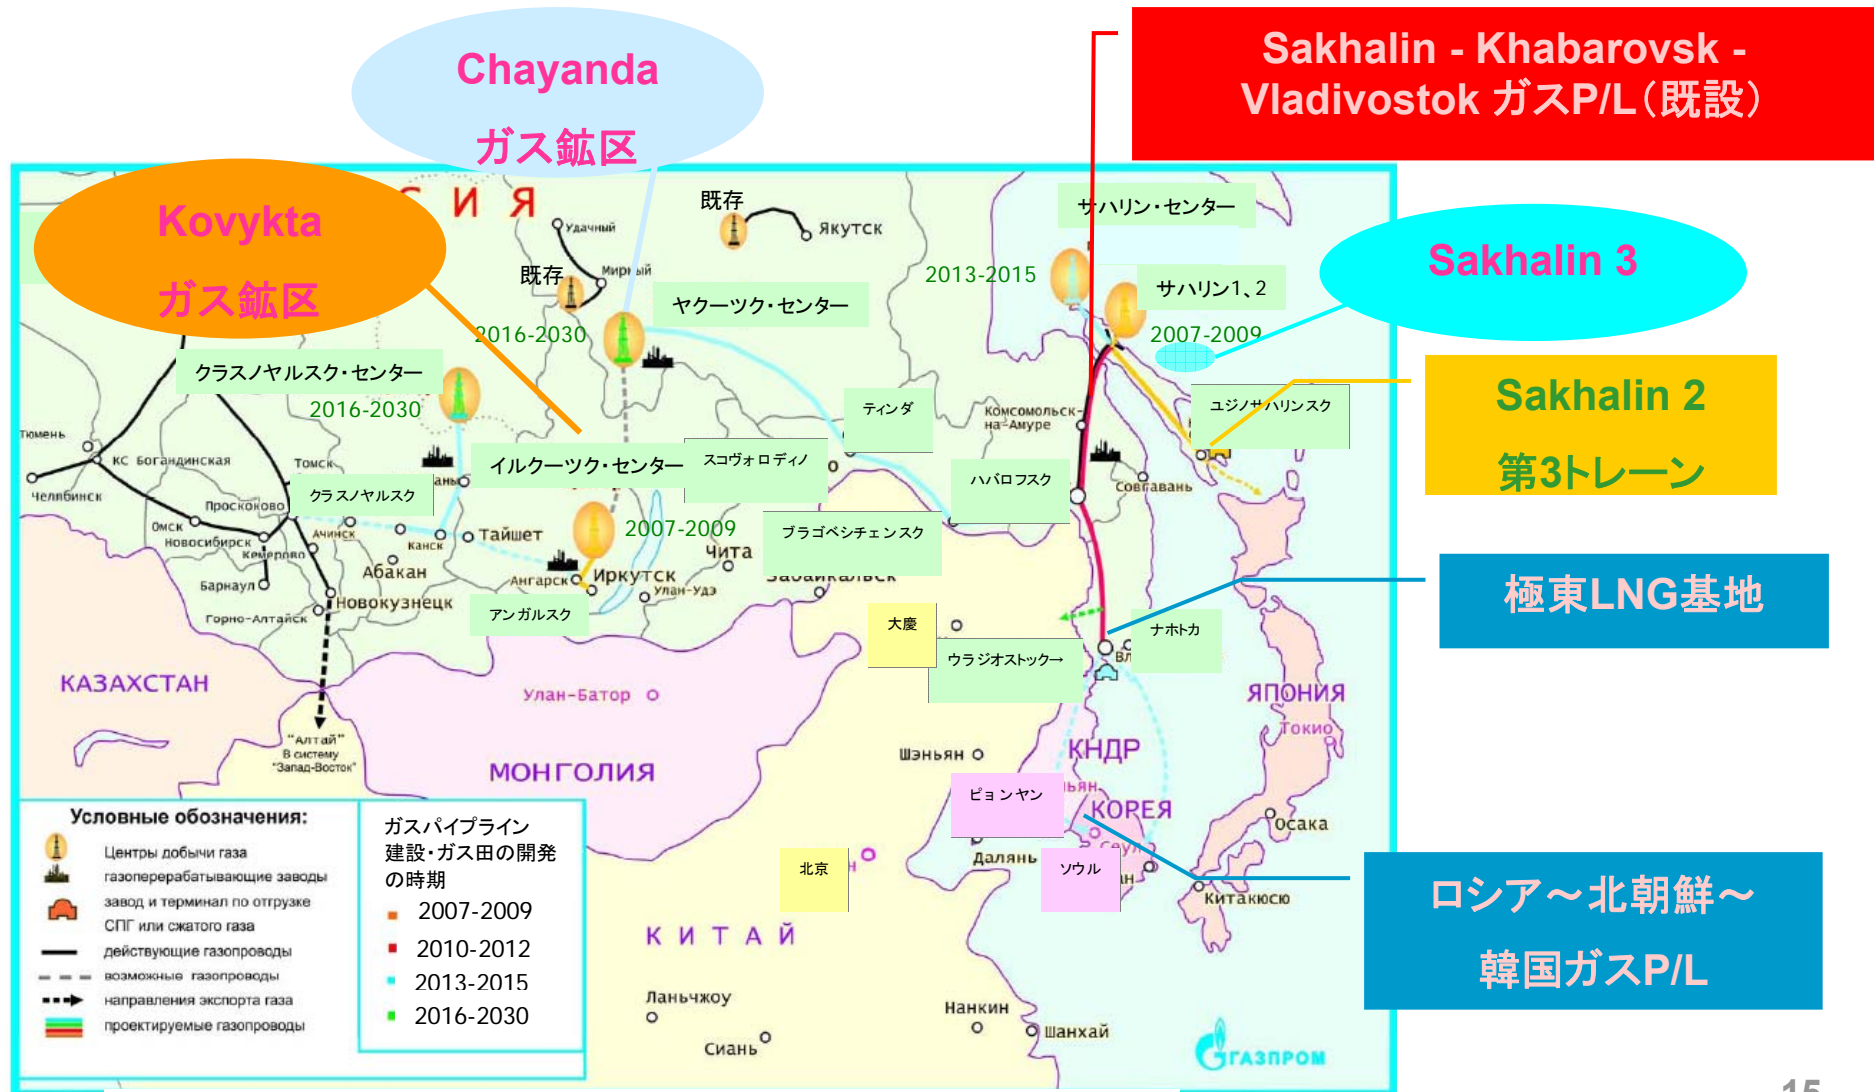 Chayanda
ガス鉱区
Sakhalin - Khabarovsk -
Vladivostok ガスP/L（既設）
Kovykta
ガス鉱区
С И Я
既存
Удачный
Якутск
既存
Мирный
サハリン・センター
2013-2015
サハリン1、2
2007-2009
Sakhalin 3
ヤクーツク・センター
2016-2030
クラスノヤルスク・センター
2016-2030
Sakhalin 2
第3トレーン
ティンダ
Комсомольск-
на-Амуре
ユジノサハリンスク
Тюмень
КС Богандинская
Томск
イルクーツク・センター
スコヴォロディノ
ハバロフスク
Совгавань
Челябинск
クラスノヤルスク
Проскоково
Омск
Новосибирск
Кемерово
Ачинск
Канск
Тайшет
2007-2009
Чита
ブラゴベシチェンスク
Забайкальск
Абакан
Ангарск
Иркутск
Улан-Удэ
Барнаул
Новокузнецк
Горно-Алтайск
アンガルスク
極東LNG基地
大慶
ウラジオストック→
ナホトカ
КАЗАХСТАН
Улан-Батор
ЯПОНИЯ
Токио
"Алтай"
В систему
"Запад-Восток"
МОНГОЛИЯ
Шэньян
КНДР
ピョンヤン
ьян
КОРЕЯ
Сеул
Осака
Далянь
北京
ソウル
Китакюсю
ロシア～北朝鮮～
韓国ガスP/L
КИТАЙ
Ланьчжоу
Сиань
Нанкин
Шанхай
ГАЗПРОМ
Условные обозначения:
Центры добычи газа
газоперерабатывающие заводы
завод и терминал по отгрузке
СПГ или сжатого газа
действующие газопроводы
возможные газопроводы
направления экспорта газа
проектируемые газопроводы
ガスパイプライン
建設・ガス田の開発
の時期
2007-2009
2010-2012
2013-2015
2016-2030
15